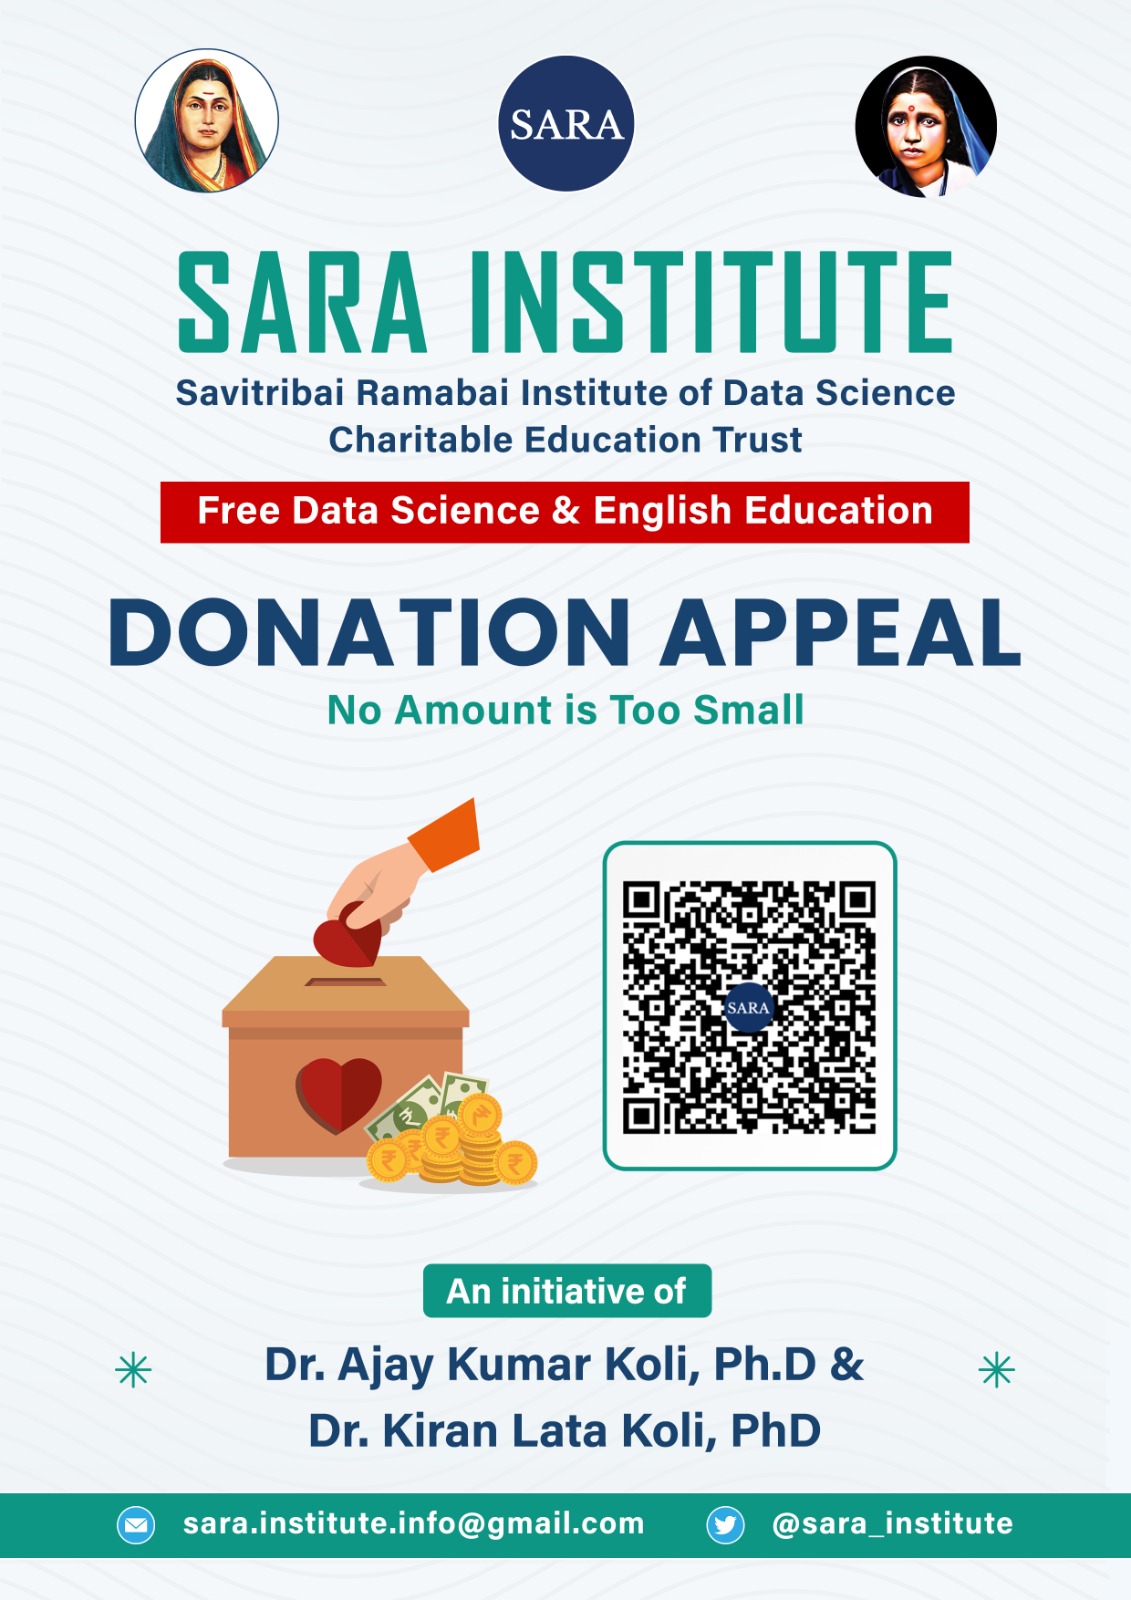 SARA
SARA INSTITUTE
Savitribai Ramabai Institute of Data Science
Charitable Education Trust
Free Data Science & English Education
DONATION APPEAL
No Amount is Too Small
SARA
An initiative of
Dr. Ajay Kumar Koli, Ph.D &
Dr. Kiran Lata Koli, PhD
sara.institute.info@gmail.com @sara_institute